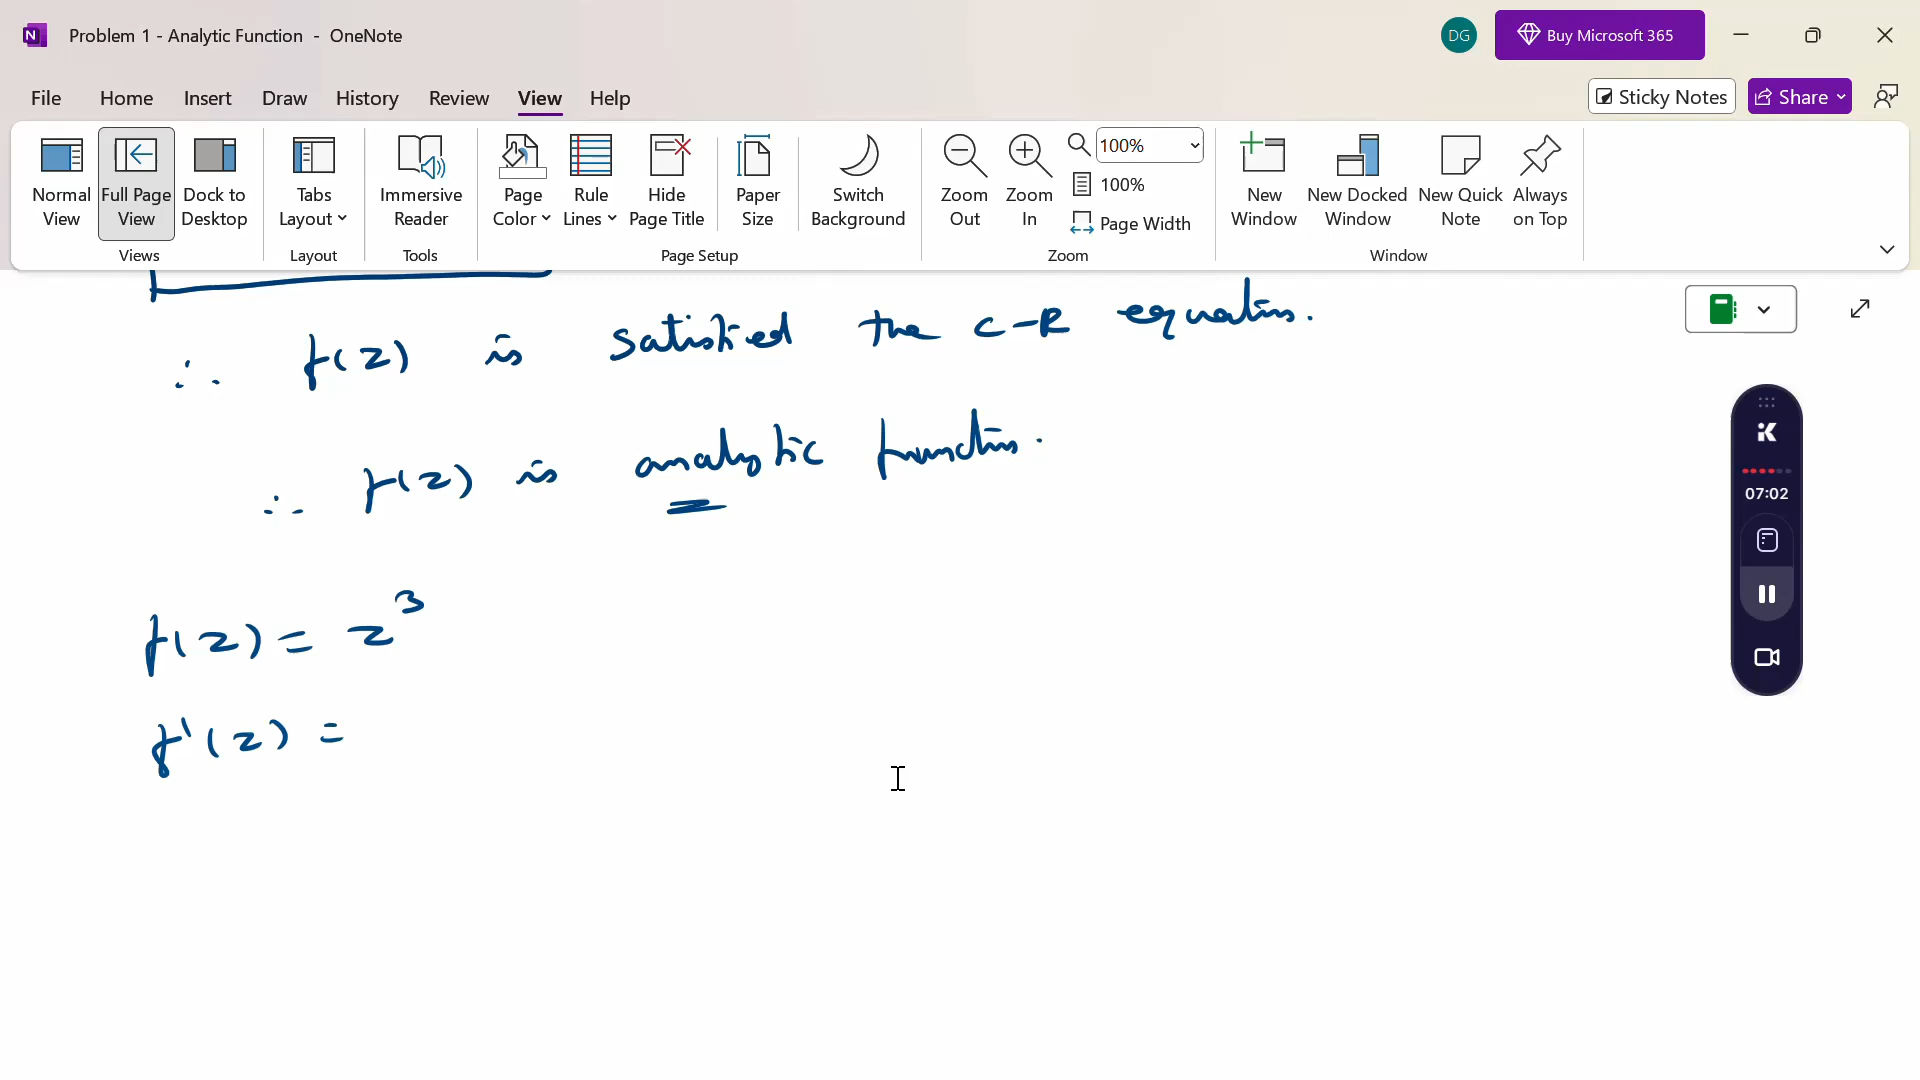 Problem 1 - Analytic Function - OneNote
DG
Buy Microsoft 365
File Home Insert Draw History Review View Help
Sticky Notes Share
Normal View
Full Page View
Dock to Desktop
Tabs Layout
Immersive Reader
Page Color
Rule Lines
Hide Page Title
Paper Size
Switch Background
Zoom Out
Zoom In
100%
100%
Page Width
New Window
New Docked Window
New Quick Note
Always on Top
Views Layout Tools Page Setup Zoom Window
∴ f(z) is satisfied the C-R equations.
∴ f(z) is analytic function.
f(z) = z³
f'(z) =
07:02